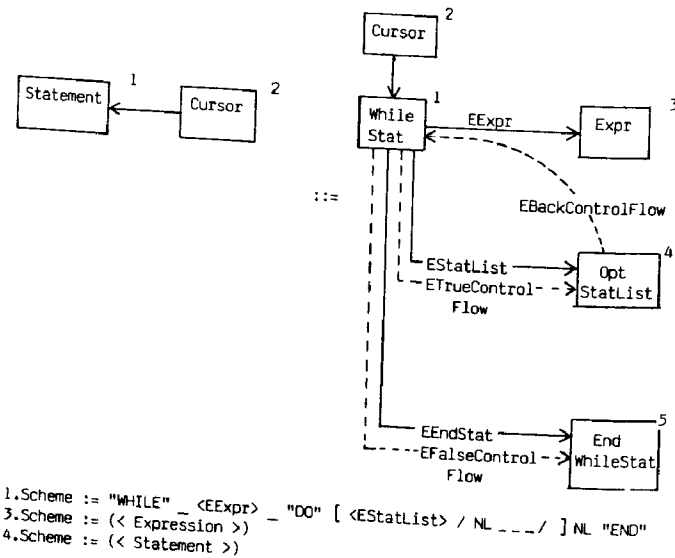 2
Cursor
1
2
Statement
Cursor
1
3
While
Stat
EExpr
Expr
::=
EBackControlFlow
4
EStatList
Opt
StatList
ETrueControl
Flow
5
EEndStat
End
WhileStat
EFalseControl
Flow
1.Scheme := "WHILE" _ <EExpr> _ "DO" [ <EStatList> / NL _ _ _ / ] NL "END"
3.Scheme := (< Expression >)
4.Scheme := (< Statement >)